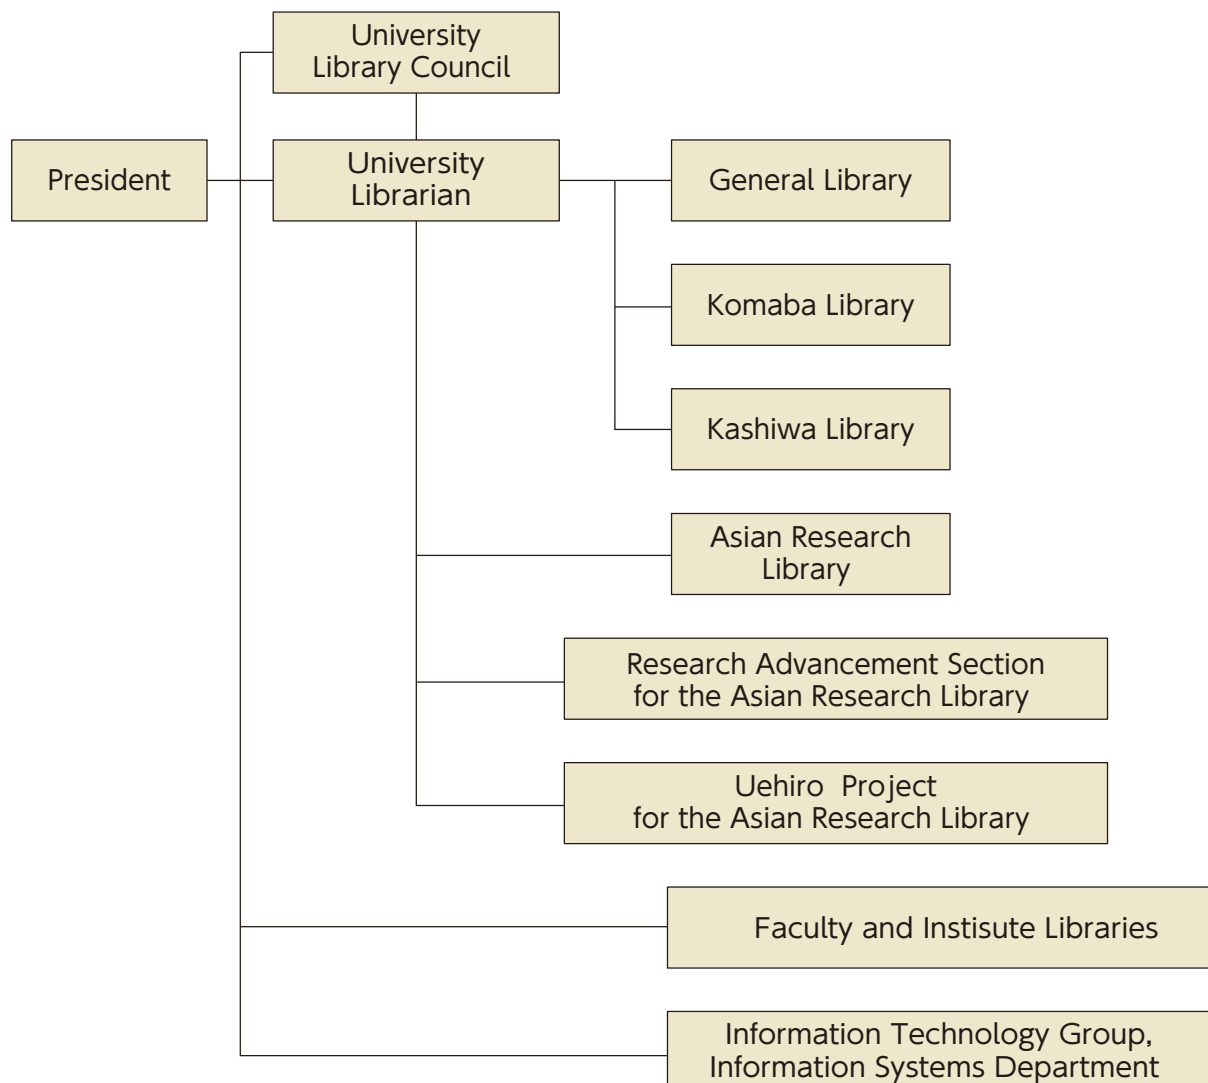 University
Library Council
President
University
Librarian
General Library
Komaba Library
Kashiwa Library
Asian Research
Library
Research Advancement Section
for the Asian Research Library
Uehiro Project
for the Asian Research Library
Faculty and Instisute Libraries
Information Technology Group,
Information Systems Department